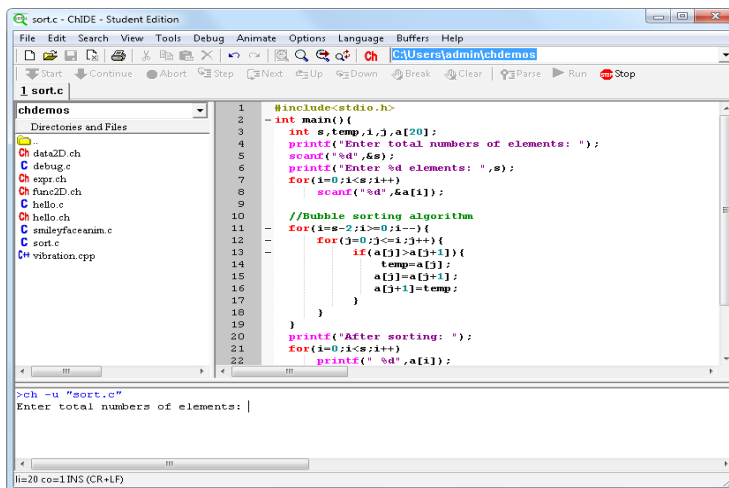 sort.c - ChIDE - Student Edition
File Edit Search View Tools Debug Animate Options Language Buffers Help
Ch C:\Users\admin\chdemos
Start Continue Abort Step Next Up Down Break Clear Parse Run Stop
1 sort.c
chdemos
Directories and Files
..
Ch data2D.ch
C debug.c
Ch expr.ch
Ch func2D.ch
C hello.c
Ch hello.ch
C smileyfaceanim.c
C sort.c
C++ vibration.cpp
1 #include<stdio.h>
2 int main(){
3 int s,temp,i,j,a[20];
4 printf("Enter total numbers of elements: ");
5 scanf("%d",&s);
6 printf("Enter %d elements: ",s);
7 for(i=0;i<s;i++)
8 scanf("%d",&a[i]);
9
10 //Bubble sorting algorithm
11 for(i=s-2;i>=0;i--){
12 for(j=0;j<=i;j++){
13 if(a[j]>a[j+1]){
14 temp=a[j];
15 a[j]=a[j+1];
16 a[j+1]=temp;
17 }
18 }
19 }
20 printf("After sorting: ");
21 for(i=0;i<s;i++)
22 printf(" %d",a[i]);
>ch -u "sort.c"
Enter total numbers of elements:
li=20 co=1 INS (CR+LF)